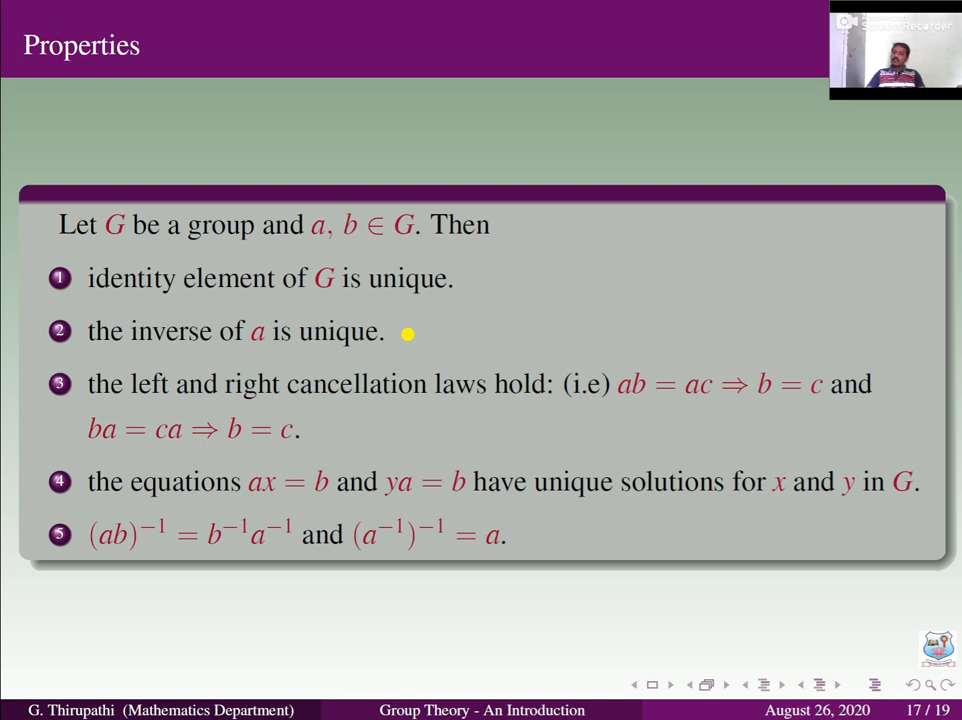 Properties
Screen Recorder
Let G be a group and a, b ∈ G. Then
1 identity element of G is unique.
2 the inverse of a is unique.
3 the left and right cancellation laws hold: (i.e) ab = ac ⇒ b = c and
ba = ca ⇒ b = c.
4 the equations ax = b and ya = b have unique solutions for x and y in G.
5 (ab)⁻¹ = b⁻¹a⁻¹ and (a⁻¹)⁻¹ = a.
G. Thirupathi (Mathematics Department) Group Theory - An Introduction August 26, 2020 17 / 19